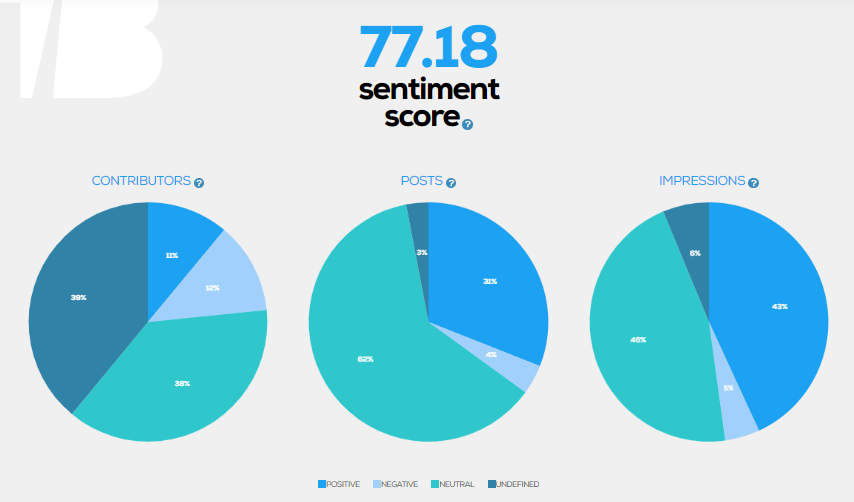 77.18
sentiment
score ?
CONTRIBUTORS ?
POSTS ?
IMPRESSIONS ?
11%
12%
38%
39%
31%
4%
62%
3%
43%
5%
46%
6%
POSITIVE NEGATIVE NEUTRAL UNDEFINED